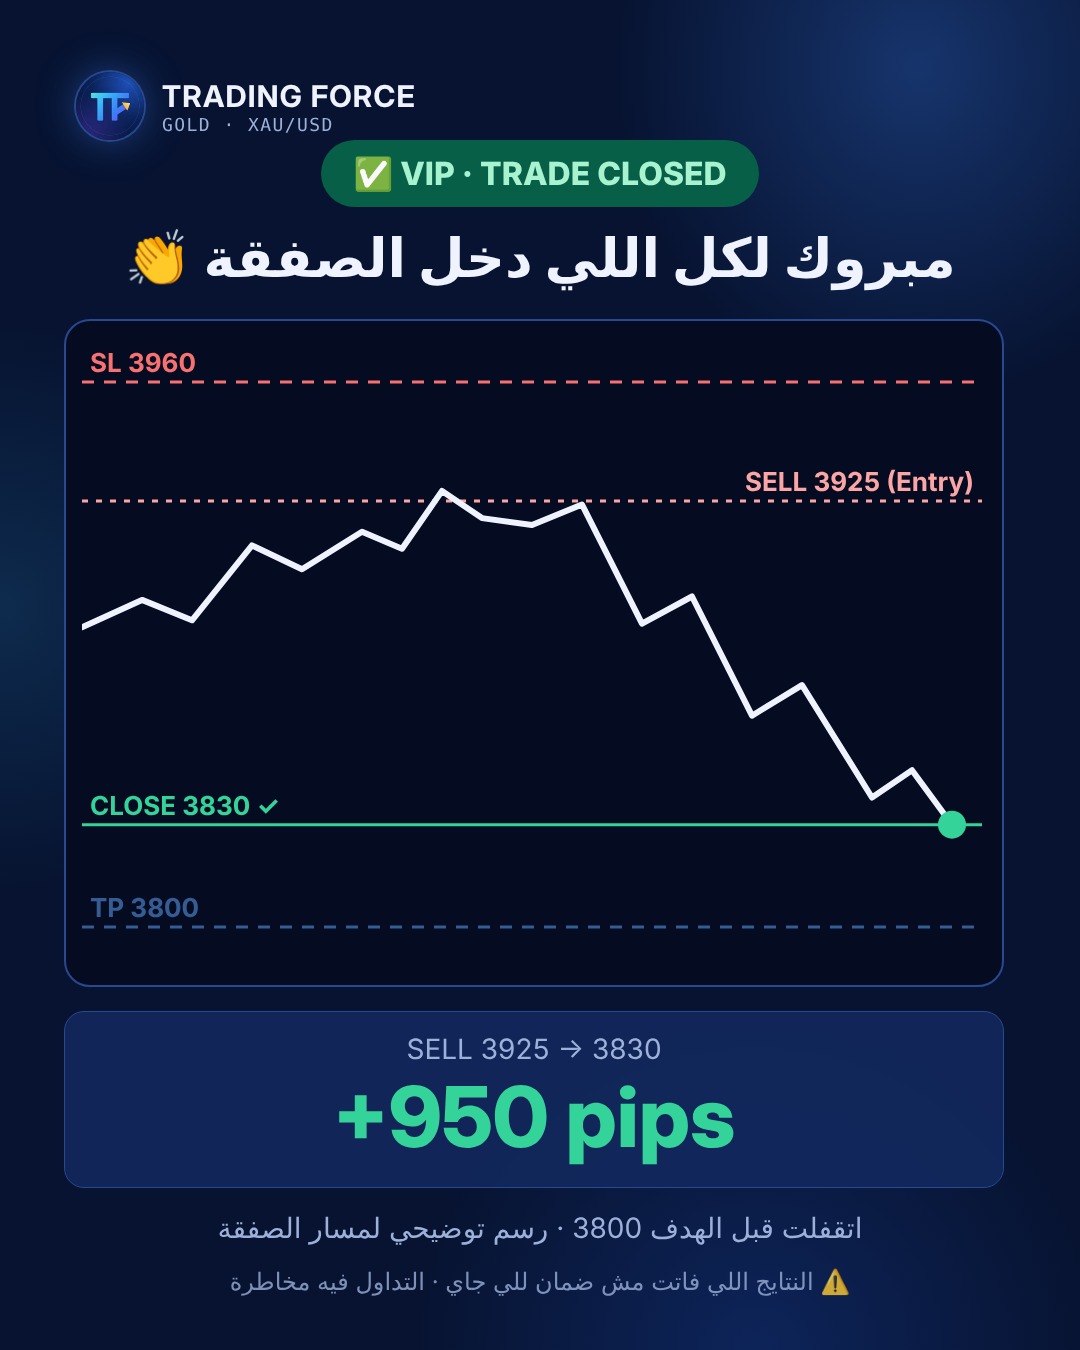 TRADING FORCE
GOLD · XAU/USD
✅ VIP · TRADE CLOSED
مبروك لكل اللي دخل الصفقة 👏
SL 3960
SELL 3925 (Entry)
CLOSE 3830 ✓
TP 3800
SELL 3925 → 3830
+950 pips
اتقفلت قبل الهدف 3800 · رسم توضيحي لمسار الصفقة
⚠️ النتايج اللي فاتت مش ضمان للي جاي · التداول فيه مخاطرة